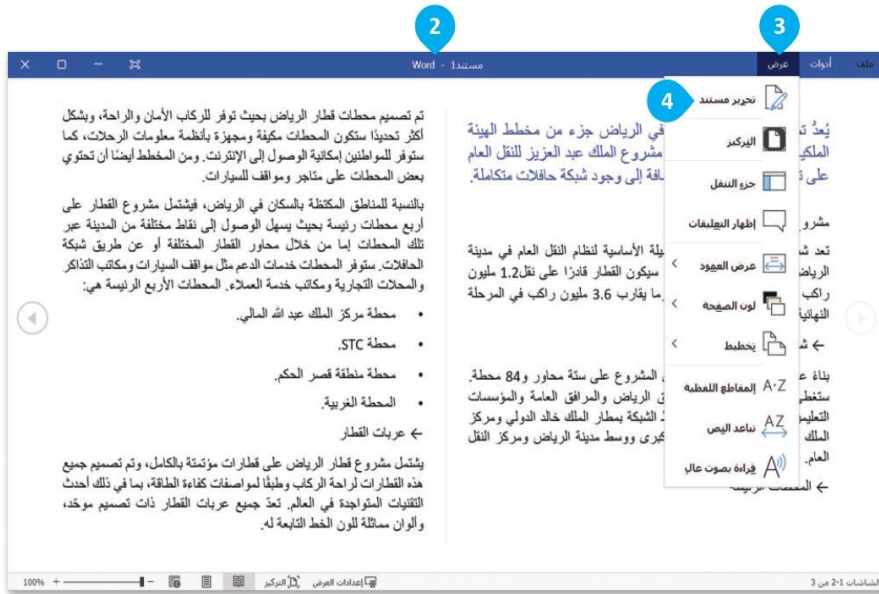 2
3
ملف أدوات عرض
مستند1 - Word
4
تحرير مستند
التركيز
جزء التنقل
إظهار التعليقات
عرض العمود
لون الصفحة
تخطيط
A·Z المقاطع اللفظية
AZ تباعد النص
A قراءة بصوت عالٍ
يُعدُّ
في الرياض جزء من مخطط الهيئة
مشروع الملك عبد العزيز للنقل العام
على
افة إلى وجود شبكة حافلات متكاملة.
مشرو
تعد
يلة الأساسية لنظام النقل العام في مدينة
الرياض
سيكون القطار قادرًا على نقل1.2 مليون
راكب
ما يقارب 3.6 مليون راكب في المرحلة
النهائية
←
بناءً
المشروع على ستة محاور و84 محطة.
ستغطي
ق الرياض والمرافق العامة والمؤسسات
الشبكة بمطار الملك خالد الدولي ومركز
الملك
كبرى ووسط مدينة الرياض ومركز النقل
العام.
←
تم تصميم محطات قطار الرياض بحيث توفر للركاب الأمان والراحة، وبشكل
أكثر تحديدًا ستكون المحطات مكيفة ومجهزة بأنظمة معلومات الرحلات، كما
ستوفر للمواطنين إمكانية الوصول إلى الإنترنت. ومن المخطط أيضًا أن تحتوي
بعض المحطات على متاجر ومواقف للسيارات.
بالنسبة للمناطق المكتظة بالسكان في الرياض، فيشتمل مشروع القطار على
أربع محطات رئيسة بحيث يسهل الوصول إلى نقاط مختلفة من المدينة عبر
تلك المحطات إما من خلال محاور القطار المختلفة أو عن طريق شبكة
الحافلات. ستوفر المحطات خدمات الدعم مثل مواقف السيارات ومكاتب التذاكر
والمحلات التجارية ومكاتب خدمة العملاء. المحطات الأربع الرئيسة هي:
• محطة مركز الملك عبد الله المالي.
• محطة STC.
• محطة منطقة قصر الحكم.
• المحطة الغربية.
← عربات القطار
يشتمل مشروع قطار الرياض على قطارات مؤتمتة بالكامل، وتم تصميم جميع
هذه القطارات لراحة الركاب وطبقًا لمواصفات كفاءة الطاقة، بما في ذلك أحدث
التقنيات المتواجدة في العالم. تعدّ جميع عربات القطار ذات تصميم موحّد،
وألوان مماثلة للون الخط التابعة له.
الشاشات 1-2 من 3
إعدادات العرض
التركيز
100%